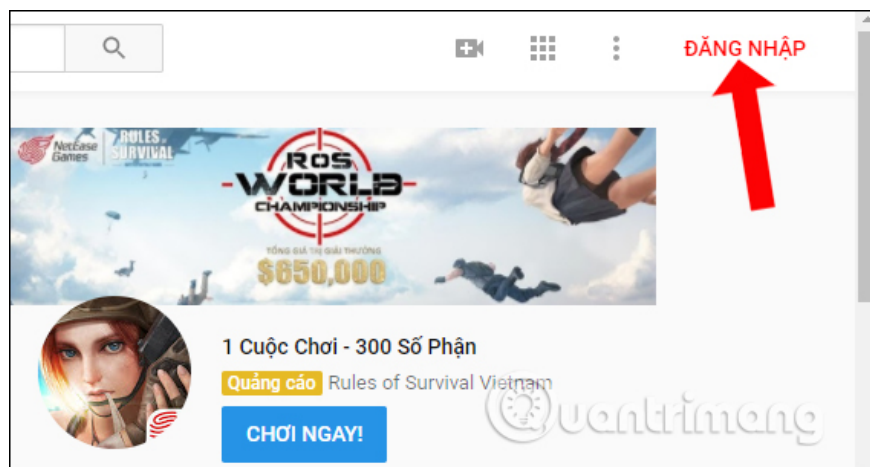 ĐĂNG NHẬP
NetEase Games
RULES OF SURVIVAL
ROS
WORLD
CHAMPIONSHIP
TỔNG GIÁ TRỊ GIẢI THƯỞNG
$650,000
1 Cuộc Chơi - 300 Số Phận
Quảng cáo Rules of Survival Vietnam
CHƠI NGAY!
Quantrimang